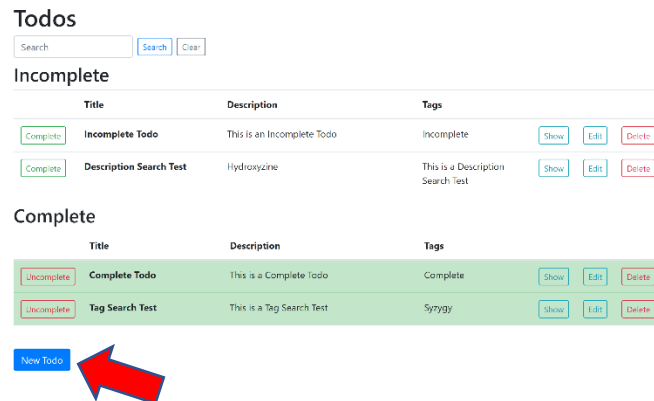 Todos
Search Search Clear
Incomplete
Title Description Tags
Complete Incomplete Todo This is an Incomplete Todo Incomplete Show Edit Delete
Complete Description Search Test Hydroxyzine This is a Description Show Edit Delete
Search Test
Complete
Title Description Tags
Uncomplete Complete Todo This is a Complete Todo Complete Show Edit Delete
Uncomplete Tag Search Test This is a Tag Search Test Syzygy Show Edit Delete
New Todo